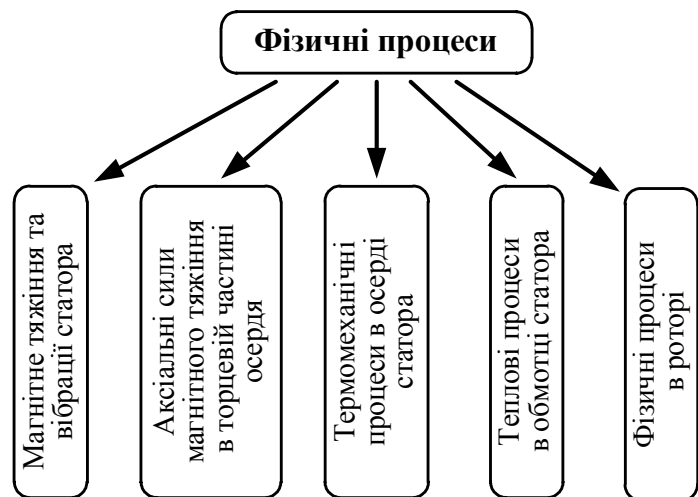 Фізичні процеси
Магнітне тяжіння та
вібрації статора
Аксіальні сили
магнітного тяжіння
в торцевій частині
осердя
Термомеханічні
процеси в осерді
статора
Теплові процеси
в обмотці статора
Фізичні процеси
в роторі